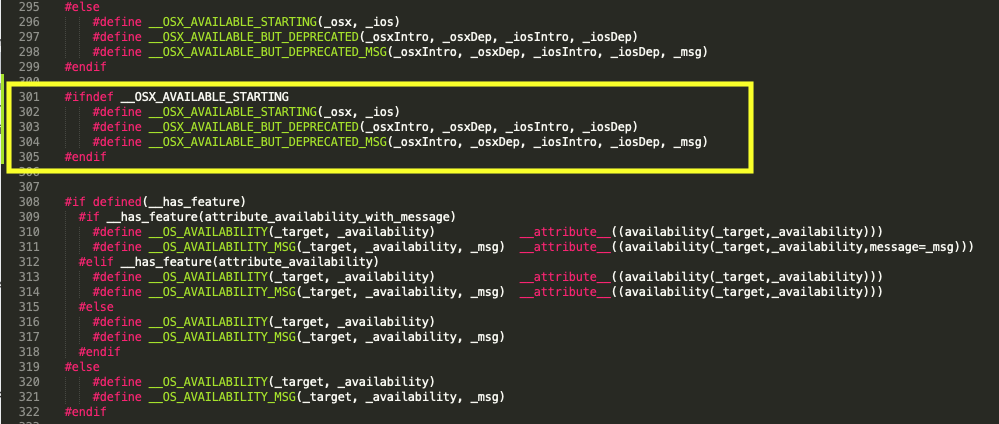 295 #else
296 #define __OSX_AVAILABLE_STARTING(_osx, _ios)
297 #define __OSX_AVAILABLE_BUT_DEPRECATED(_osxIntro, _osxDep, _iosIntro, _iosDep)
298 #define __OSX_AVAILABLE_BUT_DEPRECATED_MSG(_osxIntro, _osxDep, _iosIntro, _iosDep, _msg)
299 #endif
300
301 #ifndef __OSX_AVAILABLE_STARTING
302 #define __OSX_AVAILABLE_STARTING(_osx, _ios)
303 #define __OSX_AVAILABLE_BUT_DEPRECATED(_osxIntro, _osxDep, _iosIntro, _iosDep)
304 #define __OSX_AVAILABLE_BUT_DEPRECATED_MSG(_osxIntro, _osxDep, _iosIntro, _iosDep, _msg)
305 #endif
306
307
308 #if defined(__has_feature)
309 #if __has_feature(attribute_availability_with_message)
310 #define __OS_AVAILABILITY(_target, _availability) __attribute__((availability(_target,_availability)))
311 #define __OS_AVAILABILITY_MSG(_target, _availability, _msg) __attribute__((availability(_target,_availability,message=_msg)))
312 #elif __has_feature(attribute_availability)
313 #define __OS_AVAILABILITY(_target, _availability) __attribute__((availability(_target,_availability)))
314 #define __OS_AVAILABILITY_MSG(_target, _availability, _msg) __attribute__((availability(_target,_availability)))
315 #else
316 #define __OS_AVAILABILITY(_target, _availability)
317 #define __OS_AVAILABILITY_MSG(_target, _availability, _msg)
318 #endif
319 #else
320 #define __OS_AVAILABILITY(_target, _availability)
321 #define __OS_AVAILABILITY_MSG(_target, _availability, _msg)
322 #endif